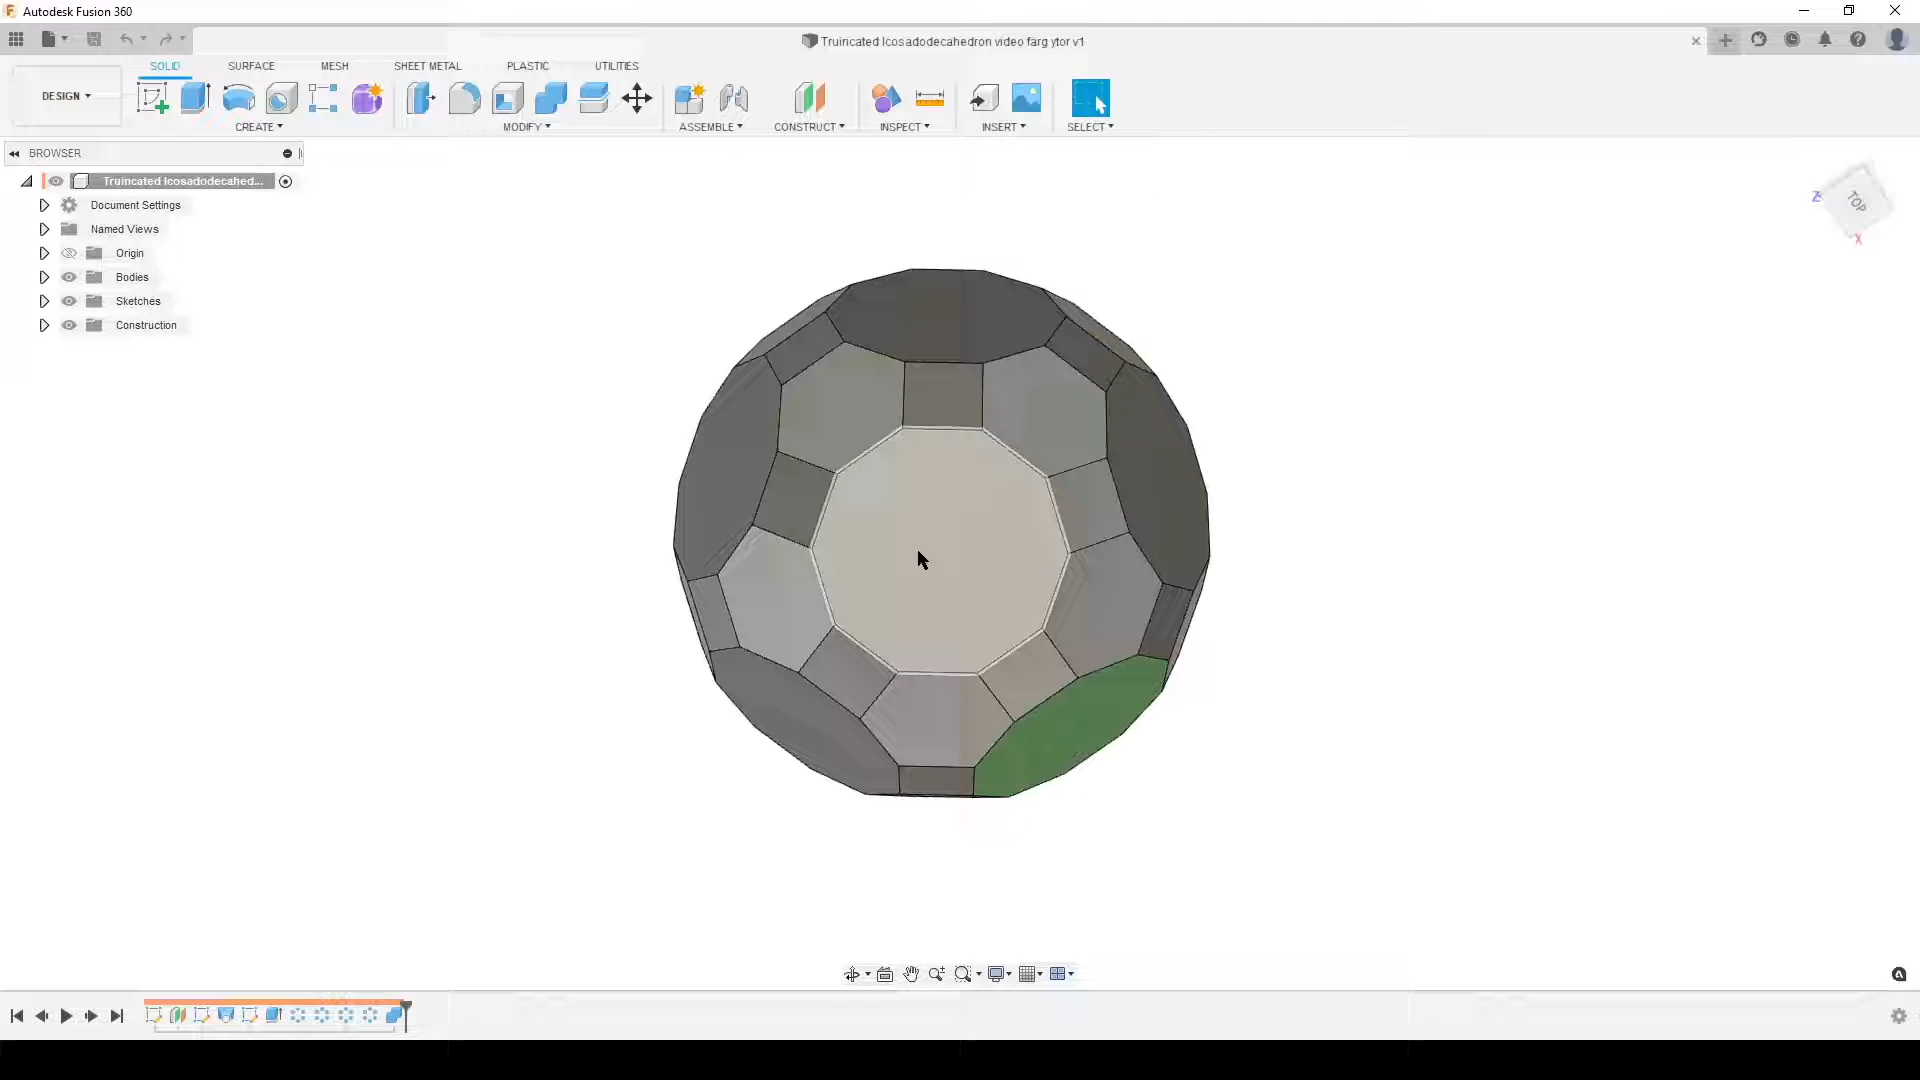 Autodesk Fusion 360
Truincated Icosadodecahedron video farg ytor v1
SOLID SURFACE MESH SHEET METAL PLASTIC UTILITIES
DESIGN
CREATE MODIFY ASSEMBLE CONSTRUCT INSPECT INSERT SELECT
BROWSER
Truincated Icosadodecahed...
Document Settings
Named Views
Origin
Bodies
Sketches
Construction
TOP
Z
X